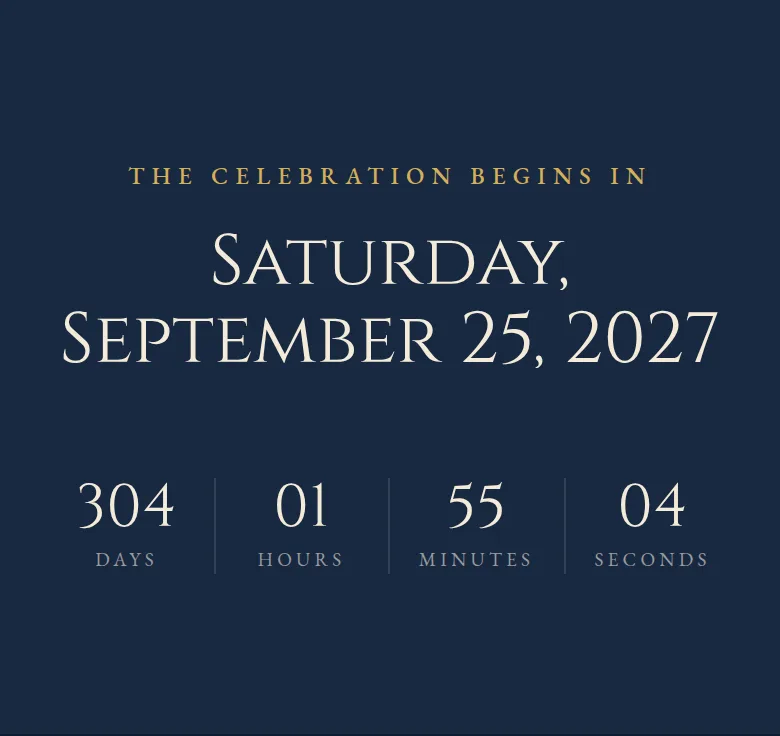 THE CELEBRATION BEGINS IN
SATURDAY,
SEPTEMBER 25, 2027
304 01 55 04
DAYS HOURS MINUTES SECONDS